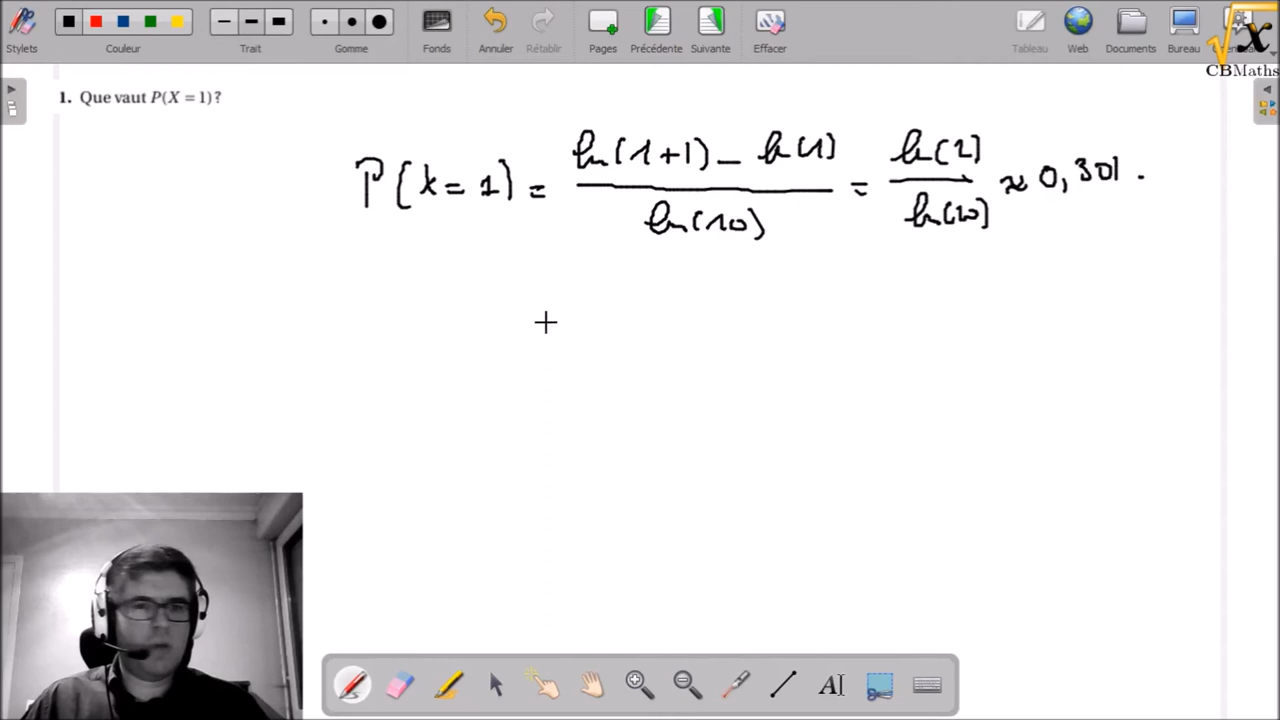 Stylets Couleur Trait Gomme Fonds Annuler Rétablir Pages Précédente Suivante Effacer Tableau Web Documents Bureau
CBMaths
1. Que vaut P(X = 1) ?
P(X = 1) = (ln(1+1) - ln(1)) / ln(10) = ln(2) / ln(10) ≈ 0,301.
AI